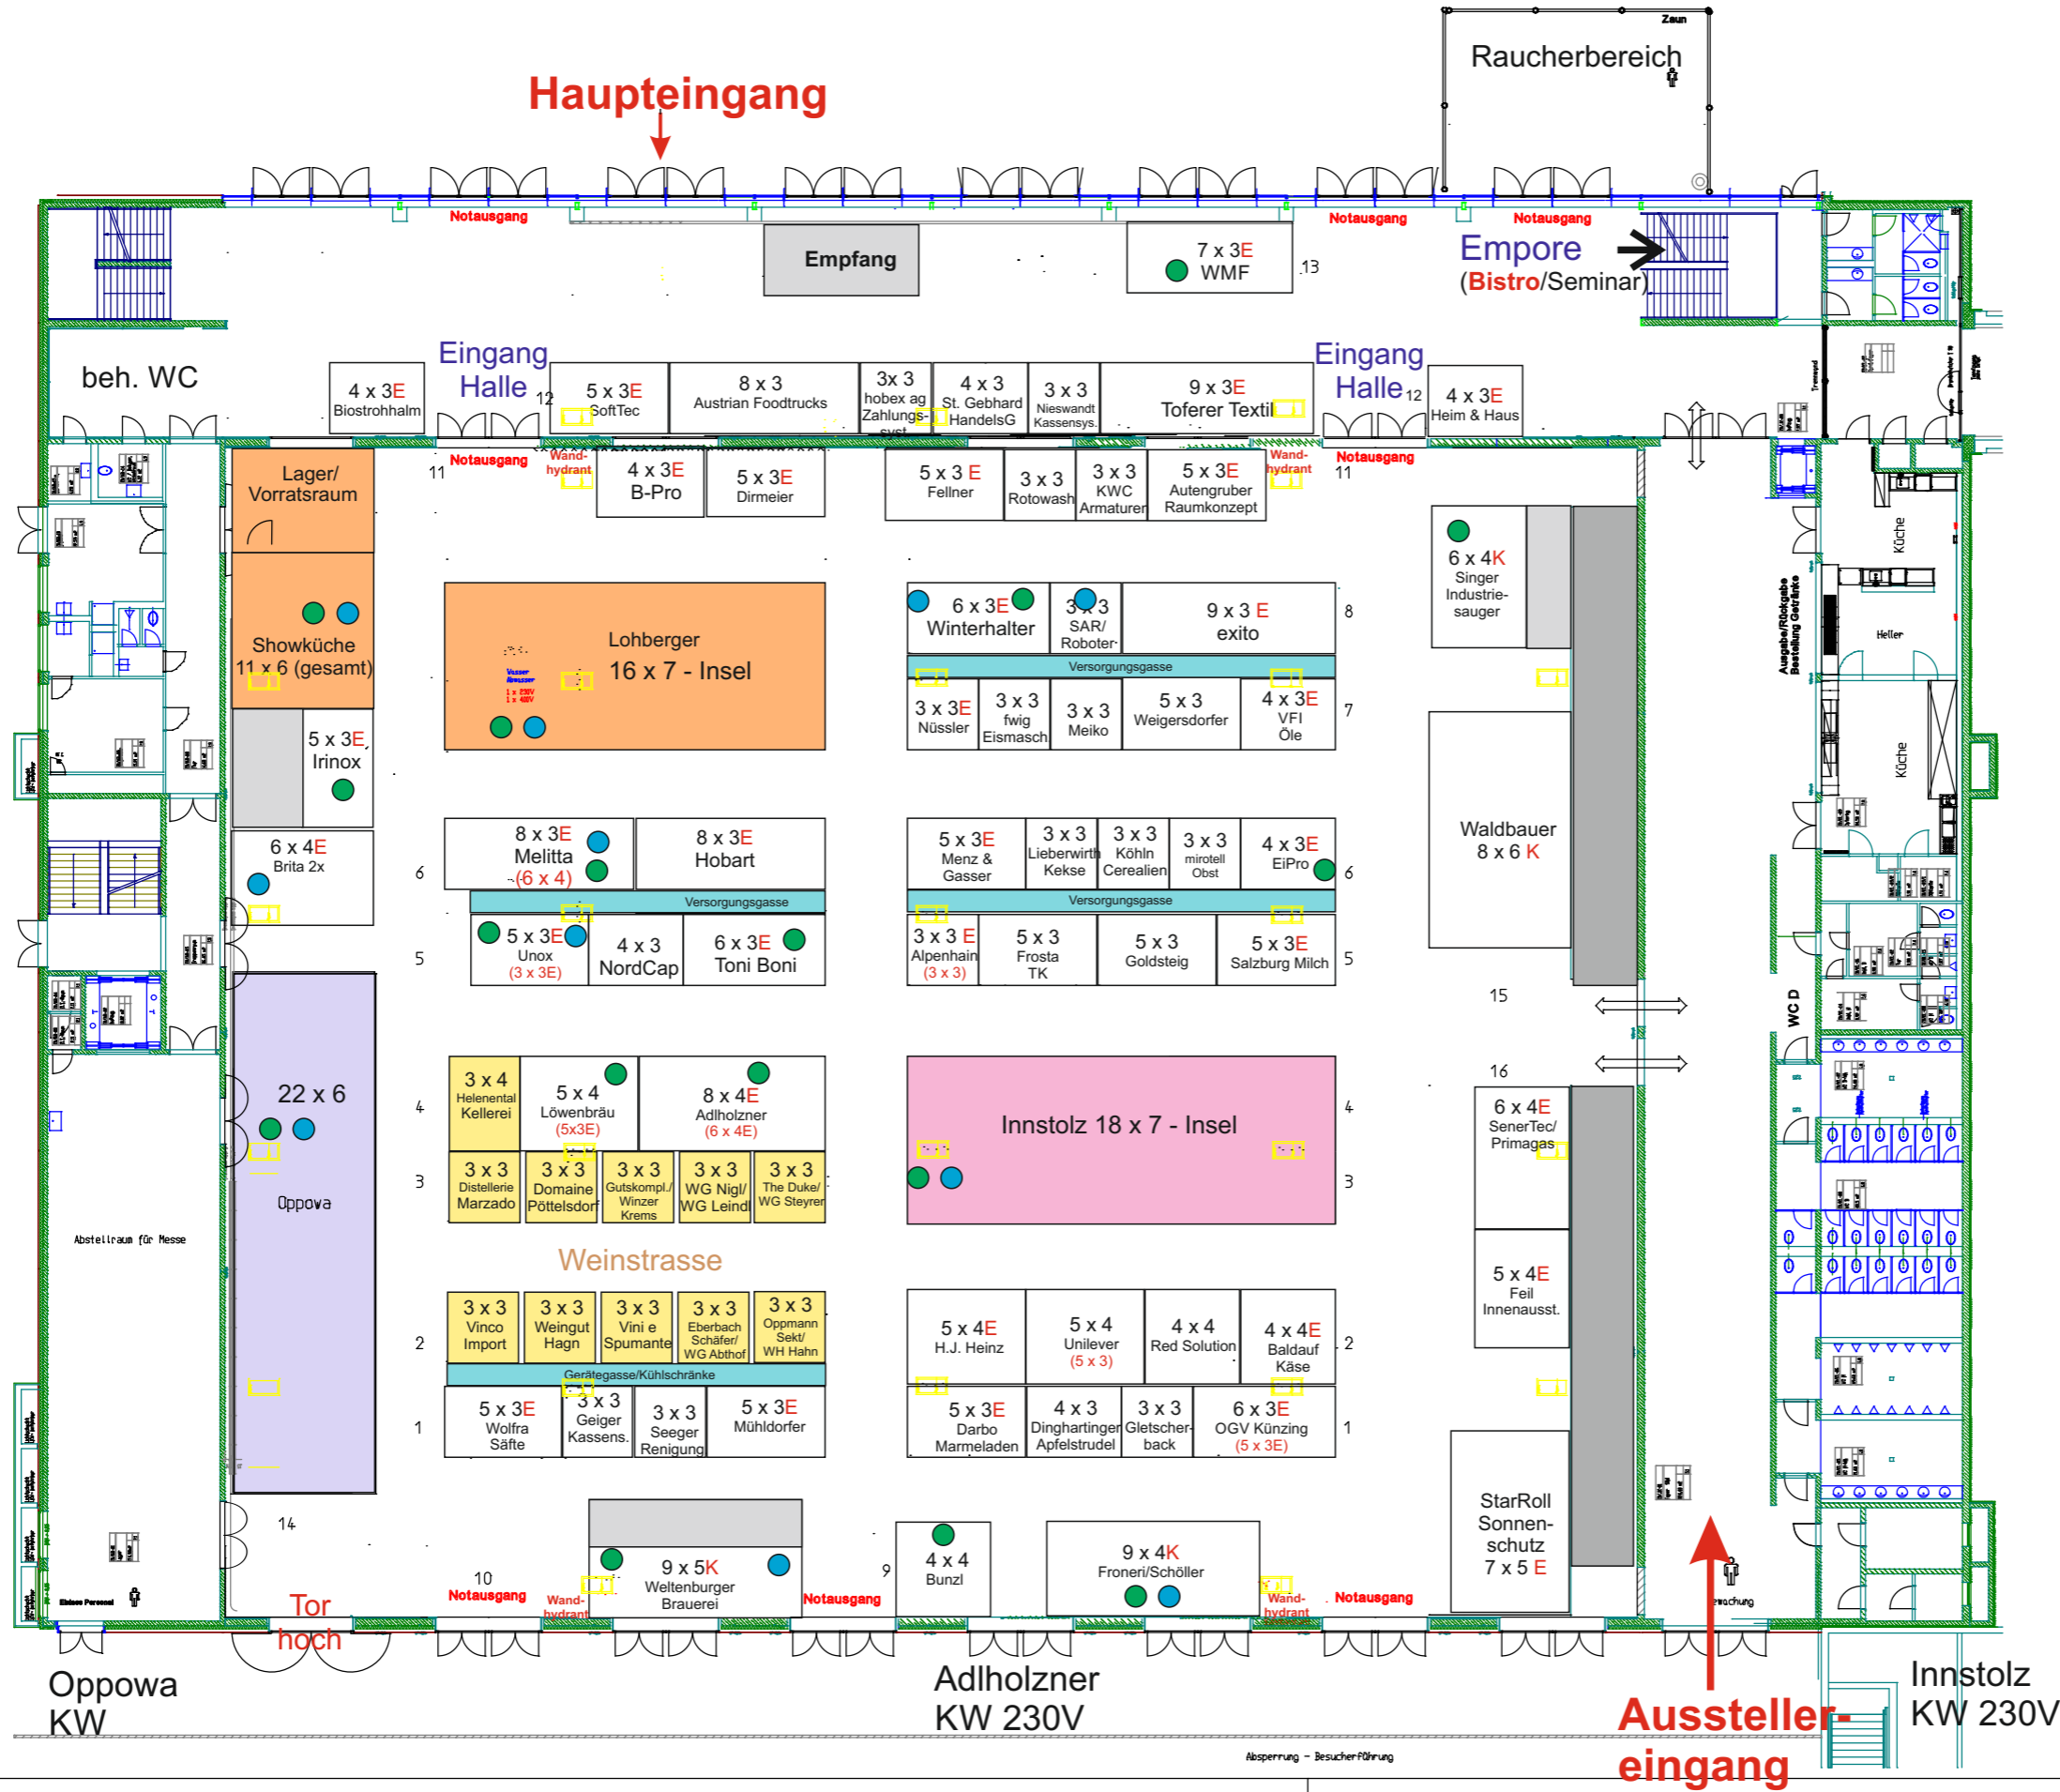 Zaun
Raucherbereich
Haupteingang
Notausgang
Notausgang
Notausgang
Empfang
7 x 3E
WMF
13
Empore
(Bistro/Seminar)
beh. WC
4 x 3E
Biostrohhalm
Eingang
Halle
12
5 x 3E
SoftTec
8 x 3
Austrian Foodtrucks
3x 3
hobex ag
Zahlungs-
syst.
4 x 3
St. Gebhard
HandelsG
3 x 3
Nieswandt
Kassensys.
9 x 3E
Toferer Textil
Eingang
Halle
12
4 x 3E
Heim & Haus
Trennwand
Lager/
Vorratsraum
11
Notausgang
Wand-
hydrant
4 x 3E
B-Pro
5 x 3E
Dirmeier
5 x 3 E
Fellner
3 x 3
Rotowash
3 x 3
KWC
Armaturen
5 x 3E
Autengruber
Raumkonzept
Wand-
hydrant
Notausgang
11
Showküche
11 x 6 (gesamt)
Lohberger
16 x 7 - Insel
Wasser
Abwasser
1 x 230V
1 x 400V
6 x 3E
Winterhalter
3 x 3
SAR/
Roboter
9 x 3 E
exito
8
Versorgungsgasse
3 x 3E
Nüssler
3 x 3
fwig
Eismasch
3 x 3
Meiko
5 x 3
Weigersdorfer
4 x 3E
VFI
Öle
7
6 x 4K
Singer
Industrie-
sauger
Küche
Heller
Ausgabe/Rückgabe
Bestellung Getränke
Küche
5 x 3E
Irinox
6 x 4E
Brita 2x
6
8 x 3E
Melitta
(6 x 4)
8 x 3E
Hobart
5 x 3E
Menz &
Gasser
3 x 3
Lieberwirth
Kekse
3 x 3
Köhln
Cerealien
3 x 3
mirotell
Obst
4 x 3E
EiPro
6
Waldbauer
8 x 6 K
Versorgungsgasse
Versorgungsgasse
5
5 x 3E
Unox
(3 x 3E)
4 x 3
NordCap
6 x 3E
Toni Boni
3 x 3 E
Alpenhain
(3 x 3)
5 x 3
Frosta
TK
5 x 3
Goldsteig
5 x 3E
Salzburg Milch
5
15
WC D
16
22 x 6
Oppowa
4
3 x 4
Helenental
Kellerei
5 x 4
Löwenbräu
(5x3E)
8 x 4E
Adlholzner
(6 x 4E)
Innstolz 18 x 7 - Insel
4
6 x 4E
SenerTec/
Primagas
3
3 x 3
Distellerie
Marzado
3 x 3
Domaine
Pöttelsdorf
3 x 3
Gutskompl./
Winzer
Krems
3 x 3
WG Nigl/
WG Leindl
3 x 3
The Duke/
WG Steyrer
3
Abstellraum für Messe
Weinstrasse
5 x 4E
Feil
Innenausst.
2
3 x 3
Vinco
Import
3 x 3
Weingut
Hagn
3 x 3
Vini e
Spumante
3 x 3
Eberbach
Schäfer/
WG Abthof
3 x 3
Oppmann
Sekt/
WH Hahn
5 x 4E
H.J. Heinz
5 x 4
Unilever
(5 x 3)
4 x 4
Red Solution
4 x 4E
Baldauf
Käse
2
Gerätegasse/Kühlschränke
1
5 x 3E
Wolfra
Säfte
3 x 3
Geiger
Kassens.
3 x 3
Seeger
Renigung
5 x 3E
Mühldorfer
5 x 3E
Darbo
Marmeladen
4 x 3
Dinghartinger
Apfelstrudel
3 x 3
Gletscher-
back
6 x 3E
OGV Künzing
(5 x 3E)
1
StarRoll
Sonnen-
schutz
7 x 5 E
14
10
Notausgang
Wand-
hydrant
9 x 5K
Weltenburger
Brauerei
Notausgang
9
4 x 4
Bunzl
9 x 4K
Froneri/Schöller
Wand-
hydrant
Notausgang
Einlass Personal
Tor
hoch
Oppowa
KW
Adlholzner
KW 230V
Aussteller-
eingang
Innstolz
KW 230V
Absperrung - Besucherführung